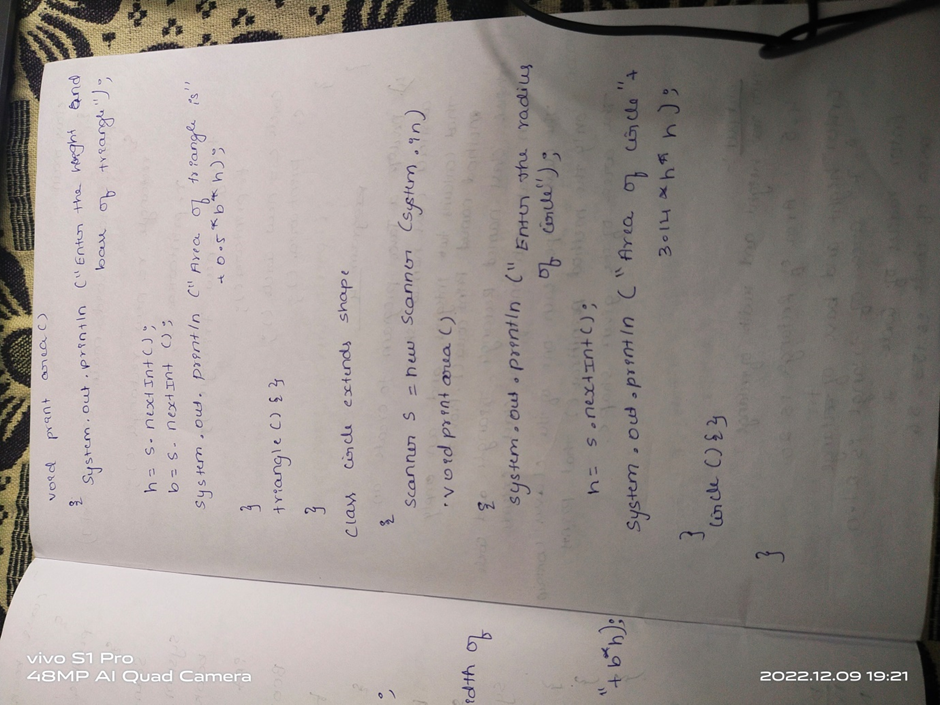 void print area()
{
System.out.println ("Enter the height and
base of triangle");
h = s.nextInt();
b = s.nextInt ();
System.out.println ("Area of triangle is"
+ 0.5*b*h);
}
triangle(){}
}
class circle extends shape
{
Scanner s = new Scanner (System.in)
void printarea()
{
System.out.println (" Enter the radius
of circle");
h = s.nextInt();
System.out.println ("Area of circle"+
3.14*h*h);
}
circle (){}
}
;
idth of
"+b*h);
vivo S1 Pro
48MP AI Quad Camera
2022.12.09 19:21